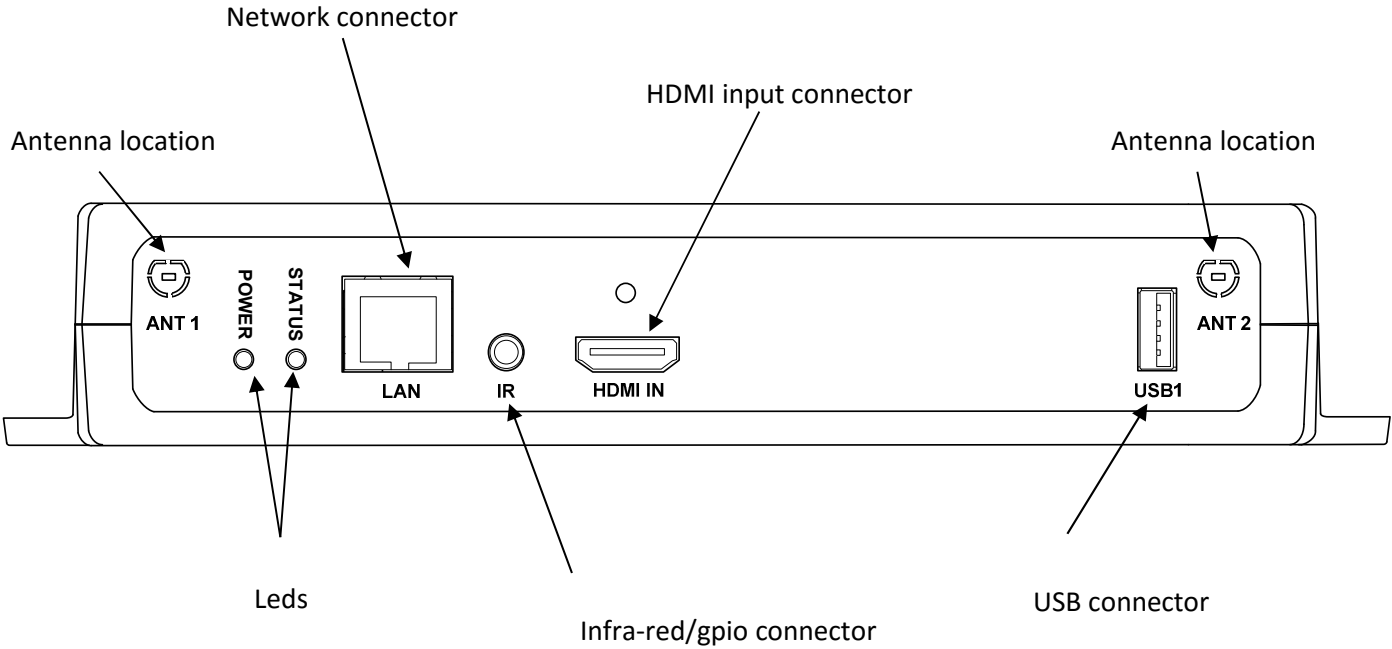 Network connector
HDMI input connector
Antenna location
Antenna location
ANT 1
POWER
STATUS
LAN
IR
HDMI IN
USB1
ANT 2
Leds
Infra-red/gpio connector
USB connector